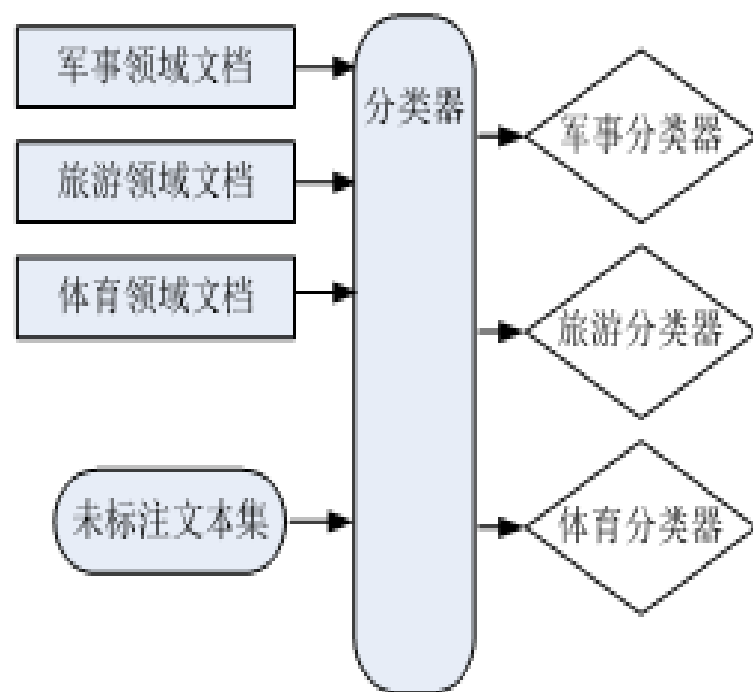 军事领域文档
旅游领域文档
体育领域文档
未标注文本集
分类器
军事分类器
旅游分类器
体育分类器